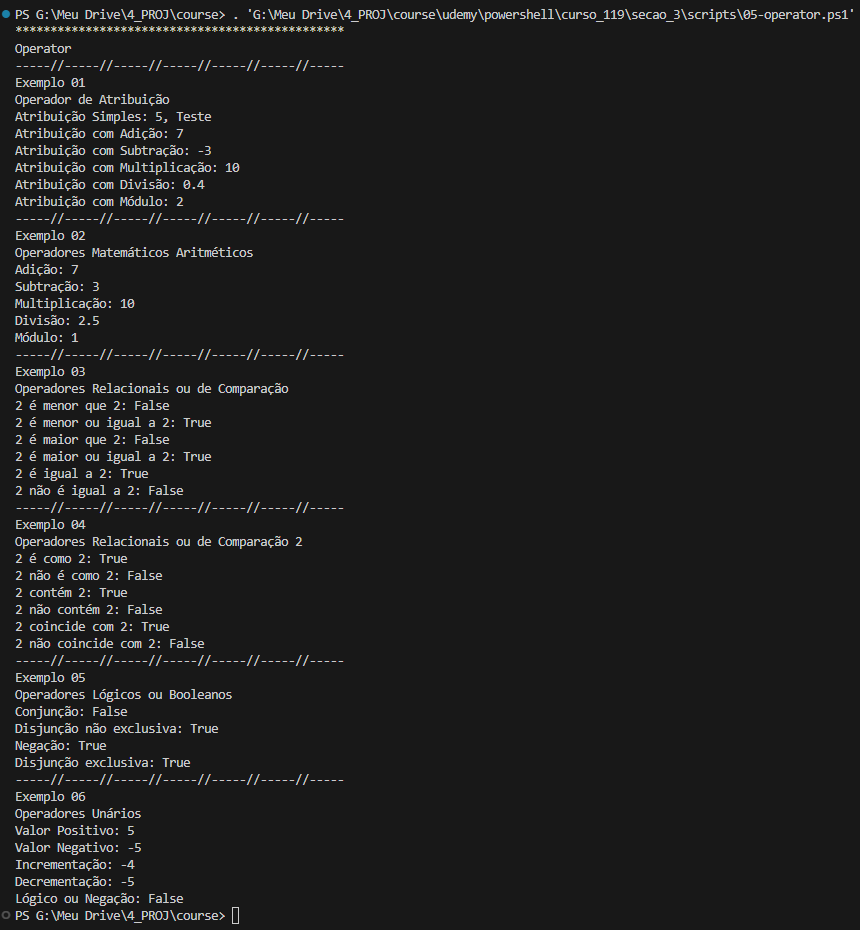 PS G:\Meu Drive\4_PROJ\course> . 'G:\Meu Drive\4_PROJ\course\udemy\powershell\curso_119\secao_3\scripts\05-operator.ps1'
***********************************************
Operator
-----//-----//-----//-----//-----//-----//-----
Exemplo 01
Operador de Atribuição
Atribuição Simples: 5, Teste
Atribuição com Adição: 7
Atribuição com Subtração: -3
Atribuição com Multiplicação: 10
Atribuição com Divisão: 0.4
Atribuição com Módulo: 2
-----//-----//-----//-----//-----//-----//-----
Exemplo 02
Operadores Matemáticos Aritméticos
Adição: 7
Subtração: 3
Multiplicação: 10
Divisão: 2.5
Módulo: 1
-----//-----//-----//-----//-----//-----//-----
Exemplo 03
Operadores Relacionais ou de Comparação
2 é menor que 2: False
2 é menor ou igual a 2: True
2 é maior que 2: False
2 é maior ou igual a 2: True
2 é igual a 2: True
2 não é igual a 2: False
-----//-----//-----//-----//-----//-----//-----
Exemplo 04
Operadores Relacionais ou de Comparação 2
2 é como 2: True
2 não é como 2: False
2 contém 2: True
2 não contém 2: False
2 coincide com 2: True
2 não coincide com 2: False
-----//-----//-----//-----//-----//-----//-----
Exemplo 05
Operadores Lógicos ou Booleanos
Conjunção: False
Disjunção não exclusiva: True
Negação: True
Disjunção exclusiva: True
-----//-----//-----//-----//-----//-----//-----
Exemplo 06
Operadores Unários
Valor Positivo: 5
Valor Negativo: -5
Incrementação: -4
Decrementação: -5
Lógico ou Negação: False
PS G:\Meu Drive\4_PROJ\course>